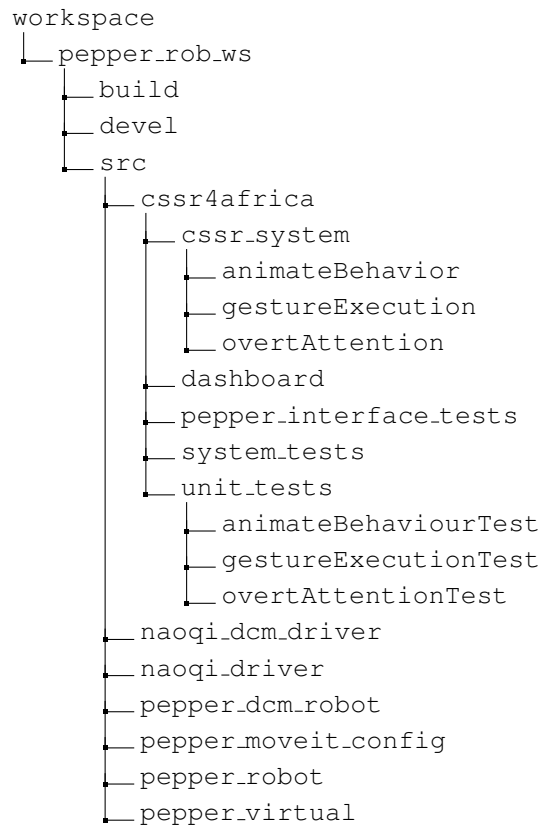 workspace
pepper_rob_ws
build
devel
src
cssr4africa
cssr_system
animateBehavior
gestureExecution
overtAttention
dashboard
pepper_interface_tests
system_tests
unit_tests
animateBehaviourTest
gestureExecutionTest
overtAttentionTest
naoqi_dcm_driver
naoqi_driver
pepper_dcm_robot
pepper_moveit_config
pepper_robot
pepper_virtual